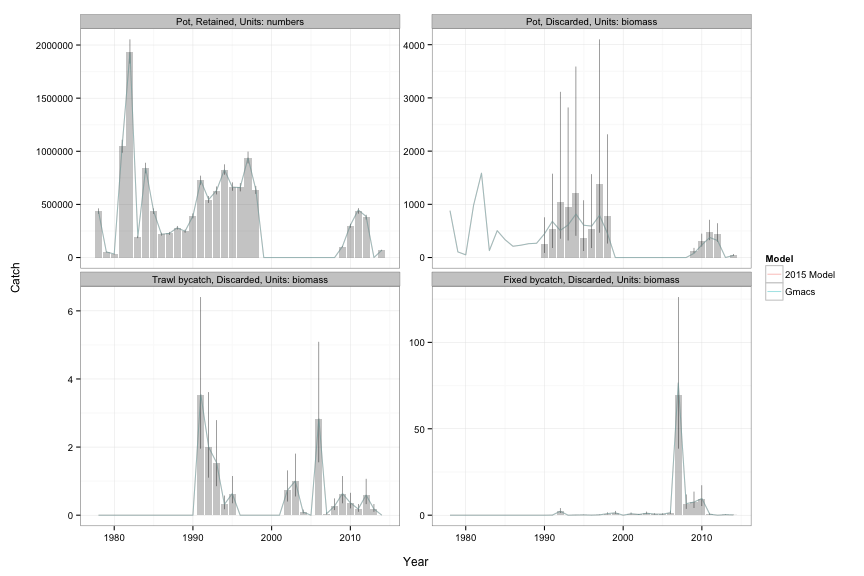 Pot, Retained, Units: numbers
Pot, Discarded, Units: biomass
2000000
1500000
1000000
500000
0
4000
3000
2000
1000
0
Trawl bycatch, Discarded, Units: biomass
Fixed bycatch, Discarded, Units: biomass
6
4
2
0
100
50
0
1980 1990 2000 2010
1980 1990 2000 2010
Catch
Year
Model
2015 Model
Gmacs